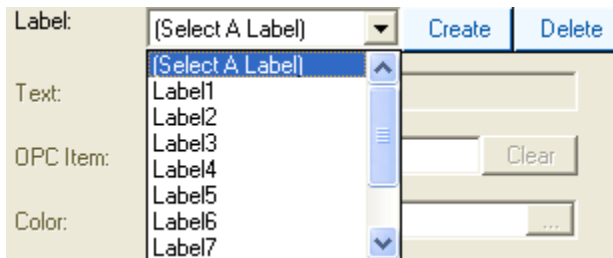 Label: (Select A Label) Create Delete
(Select A Label)
Text: Label1
Label2
OPC Item: Label3 Clear
Label4
Label5
Color: Label6 ...
Label7